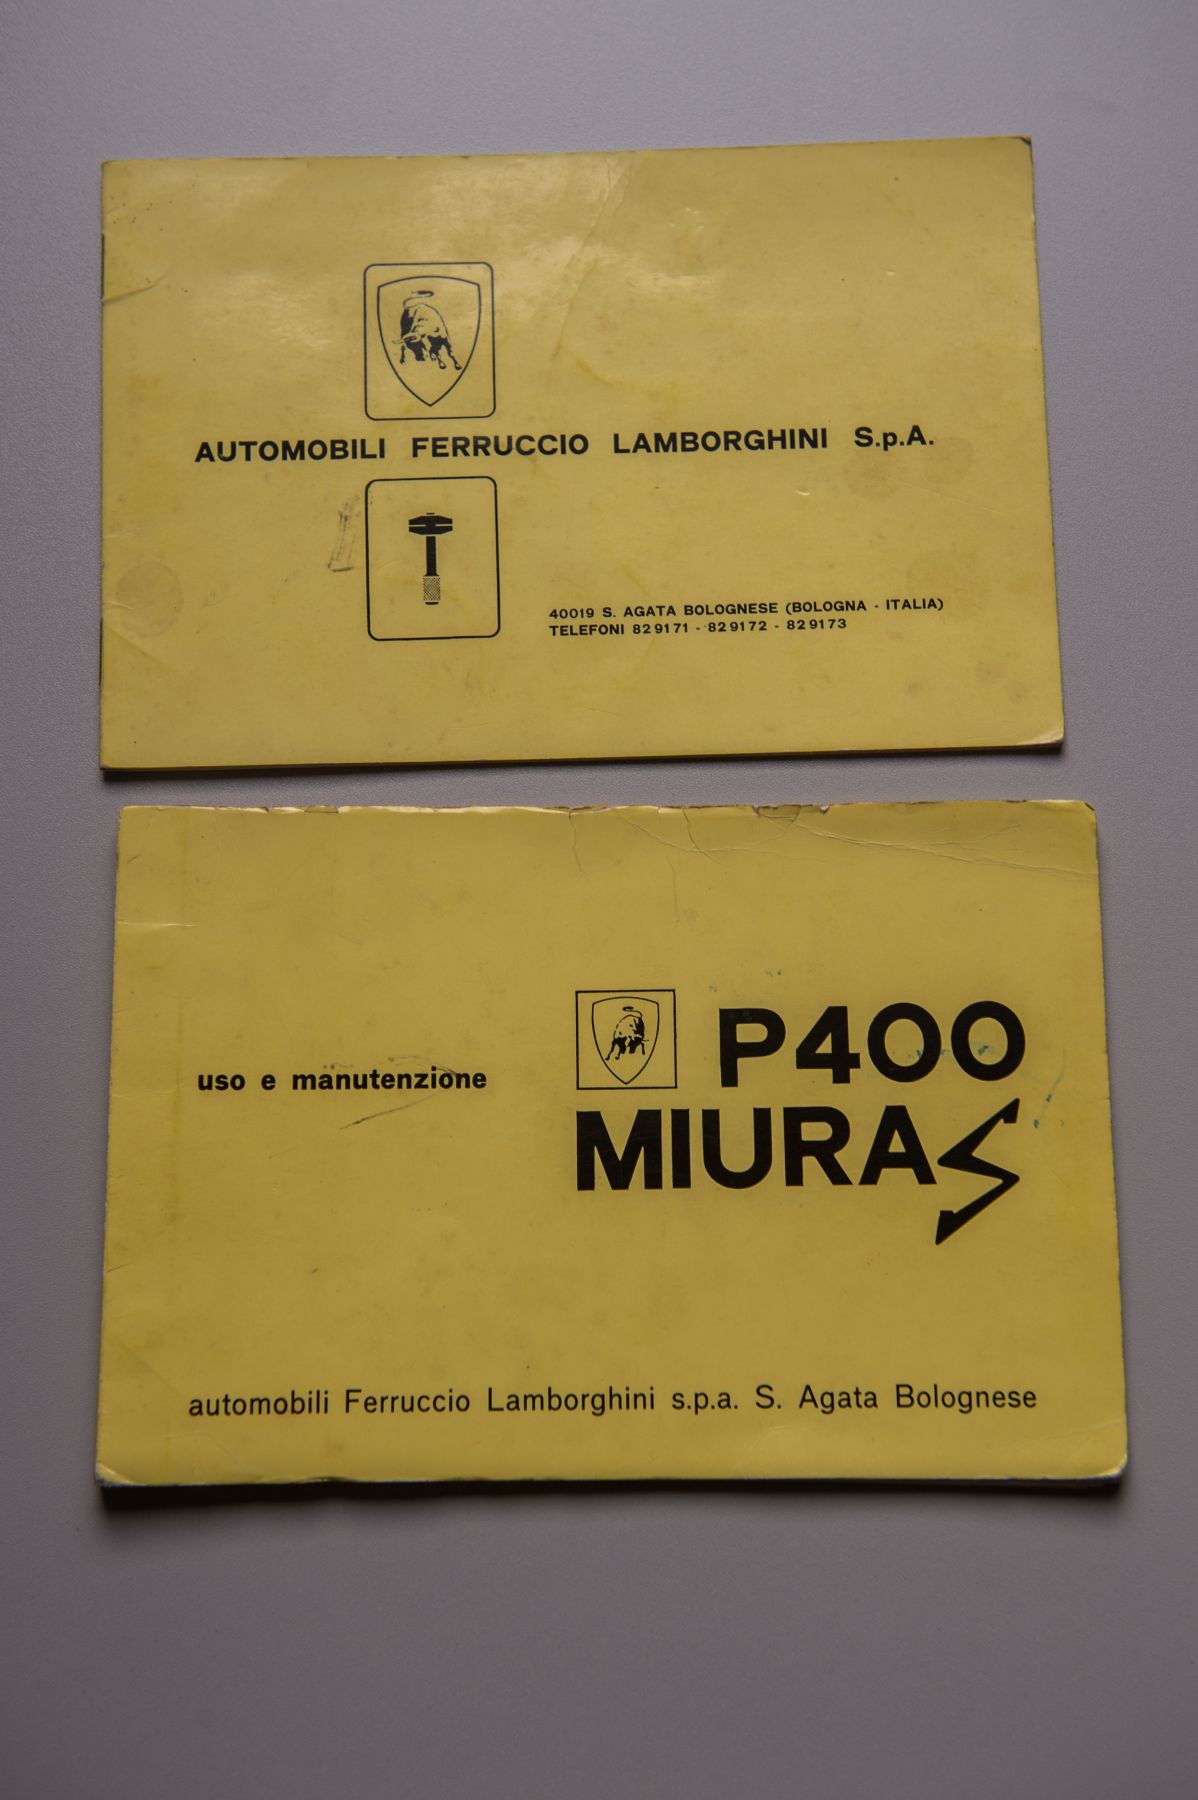 AUTOMOBILI FERRUCCIO LAMBORGHINI S.p.A.
40019 S. AGATA BOLOGNESE (BOLOGNA - ITALIA)
TELEFONI 829171 - 829172 - 829173
uso e manutenzione
P400
MIURA S
automobili Ferruccio Lamborghini s.p.a. S. Agata Bolognese